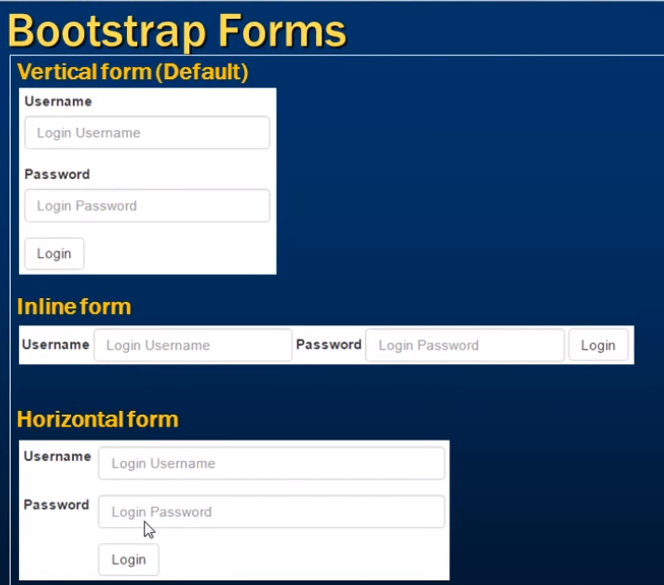 Bootstrap Forms
Vertical form (Default)
Username
Login Username
Password
Login Password
Login
Inline form
Username Login Username Password Login Password Login
Horizontal form
Username Login Username
Password Login Password
Login